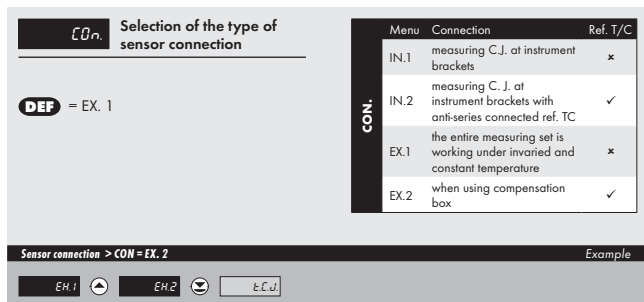 COn.
Selection of the type of
sensor connection
DEF = EX. 1
CON.
Menu Connection Ref. T/C
IN.1 measuring C.J. at instrument
brackets ×
IN.2 measuring C. J. at
instrument brackets with
anti-series connected ref. TC ✓
EX.1 the entire measuring set is
working under invaried and
constant temperature ×
EX.2 when using compensation
box ✓
Sensor connection > CON = EX. 2 Example
EH.1 EH.2 t.C.J.